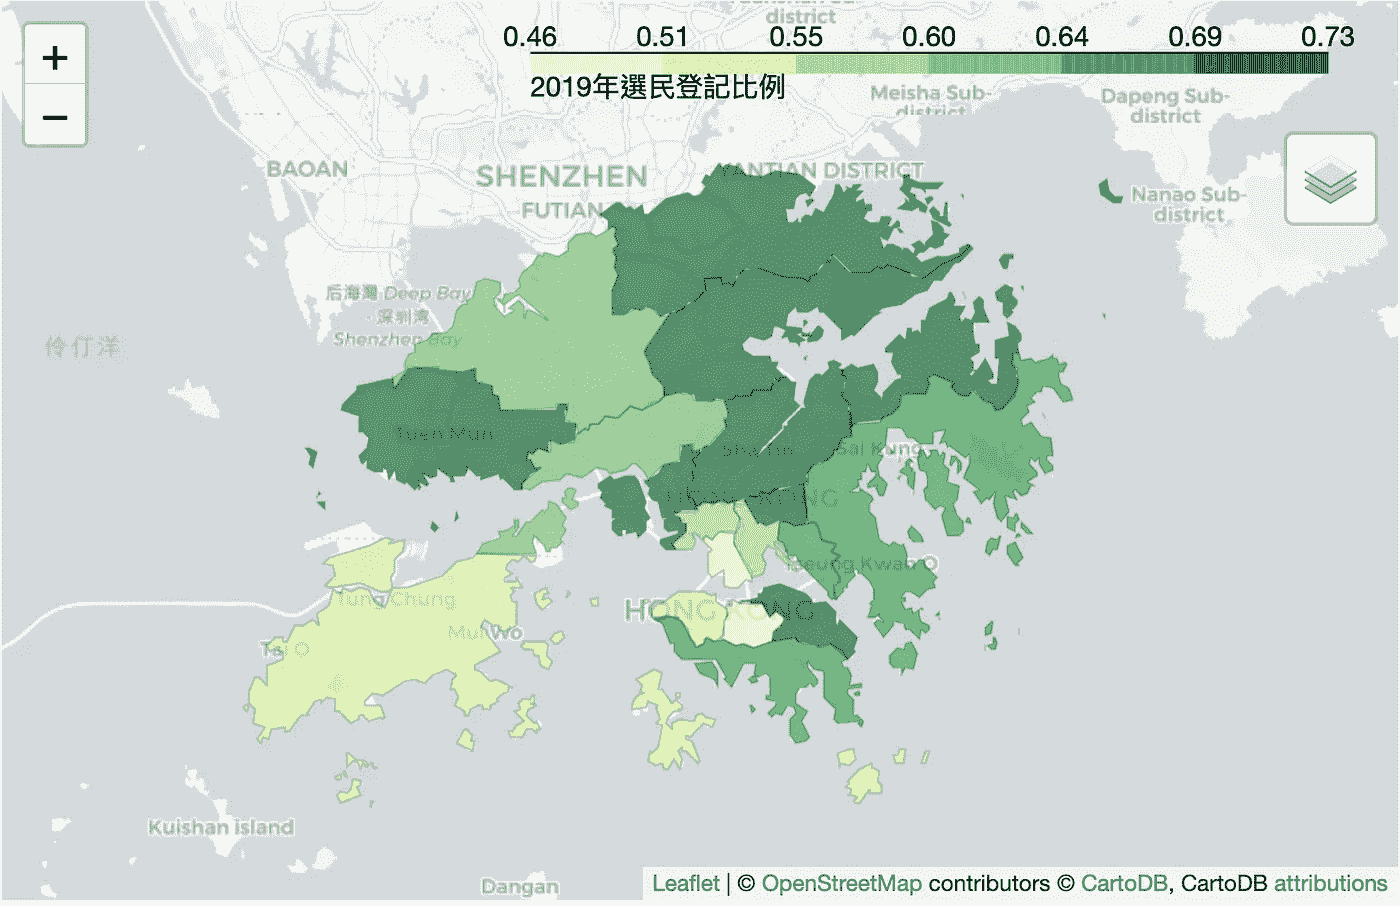 +
−
district
0.46 0.51 0.55 0.60 0.64 0.69 0.73
2019年選民登記比例
Meisha Sub-
district
Dapeng Sub-
district
BAOAN
SHENZHEN
YANTIAN DISTRICT
FUTIAN
Nanao Sub-
district
后海灣 Deep Bay
深圳湾
Shenzhen Bay
伶仃洋
Tuen Mun
Sha Tin
Sai Kung
HONG KONG
Tseung Kwan O
Tung Chung
HONG KONG
Mui Wo
Tai O
Kuishan island
Dangan
Leaflet | © OpenStreetMap contributors © CartoDB, CartoDB attributions